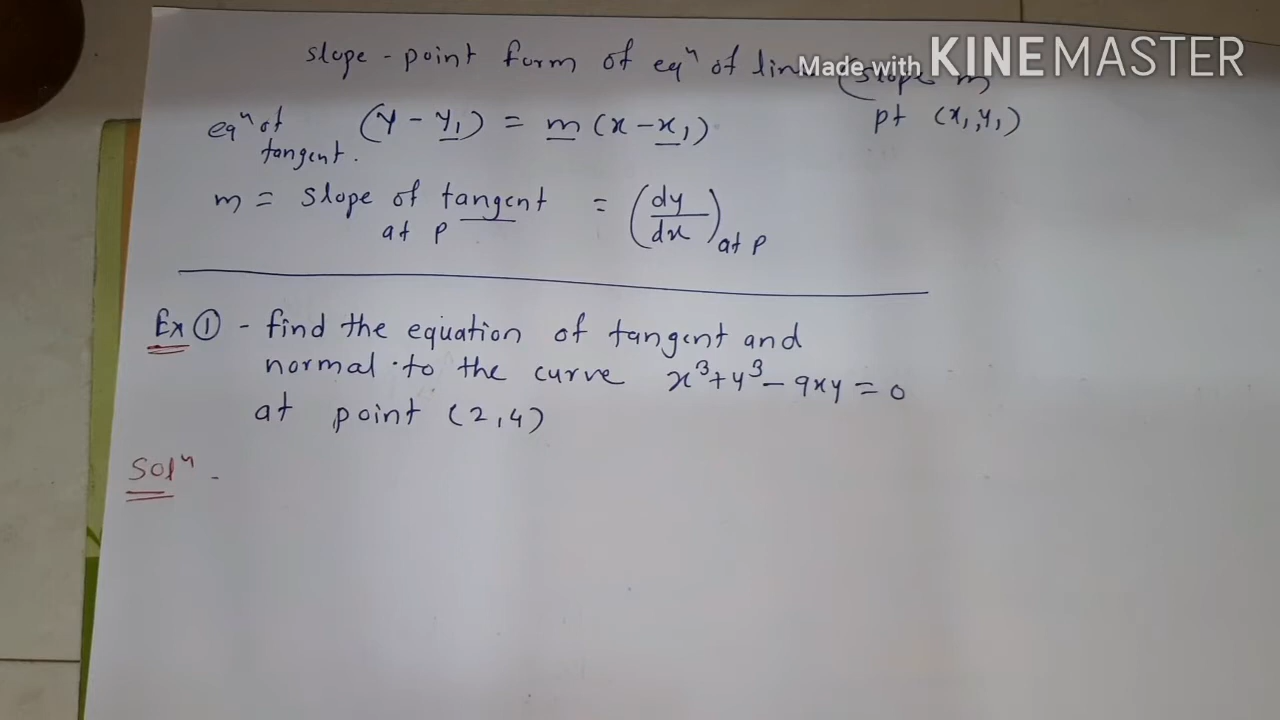 slope - point form of eqⁿ of line (slope m
Made with KINEMASTER
pt (x₁, y₁)
eqⁿ of tangent. (y - y₁) = m (x - x₁)
m = slope of tangent at P = (dy/dx) at P
Ex ① - find the equation of tangent and
normal to the curve x³ + y³ - 9xy = 0
at point (2,4)
Solⁿ -